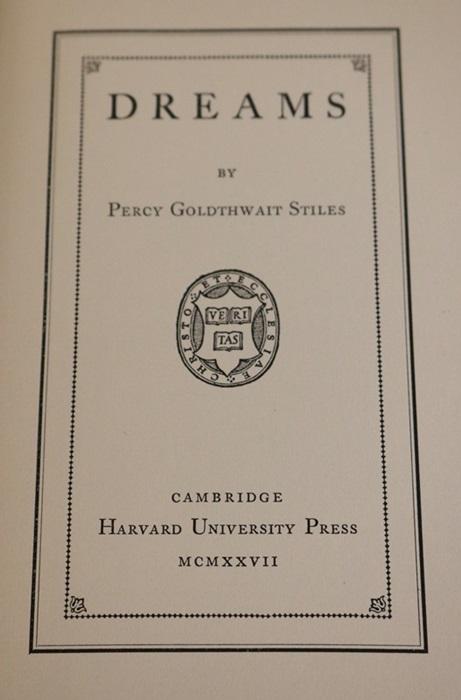 DREAMS
BY
PERCY GOLDTHWAIT STILES
CHRISTO ET ECCLESIAE
VE RI
TAS
CAMBRIDGE
HARVARD UNIVERSITY PRESS
MCMXXVII